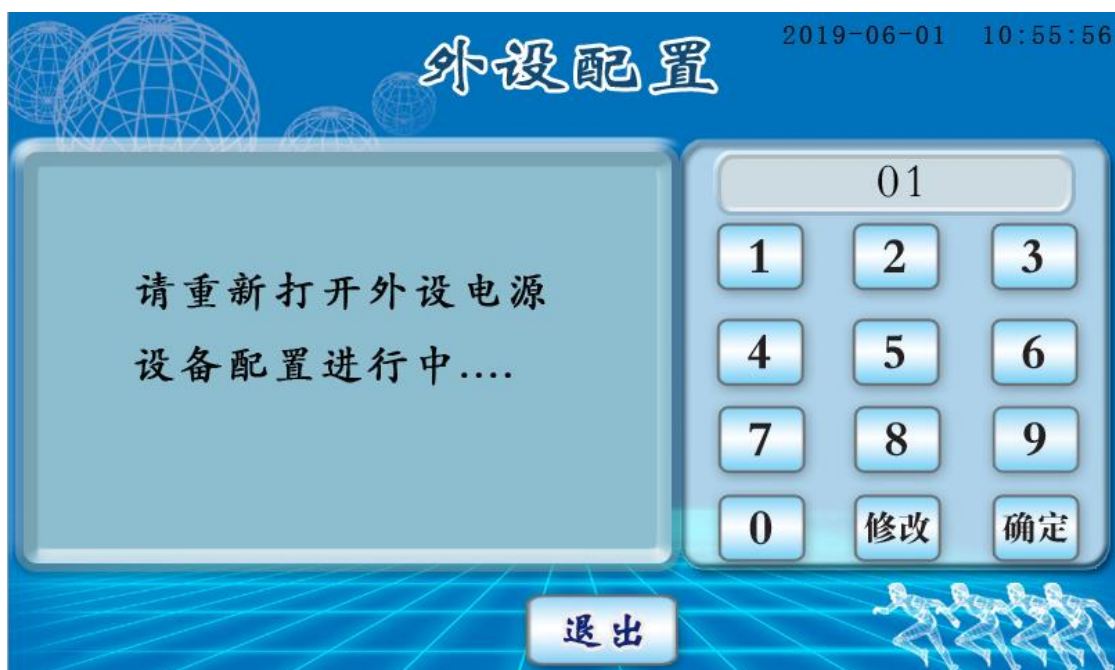 外设配置
2019-06-01 10:55:56
请重新打开外设电源
设备配置进行中....
01
1 2 3
4 5 6
7 8 9
0 修改 确定
退出